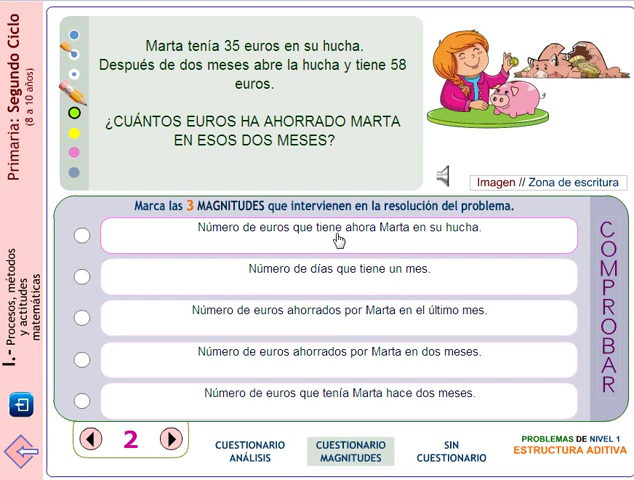 Primaria: Segundo Ciclo
(8 a 10 años)
I.- Procesos, métodos
y actitudes
matemáticas
Marta tenía 35 euros en su hucha.
Después de dos meses abre la hucha y tiene 58
euros.
¿CUÁNTOS EUROS HA AHORRADO MARTA
EN ESOS DOS MESES?
Imagen // Zona de escritura
Marca las 3 MAGNITUDES que intervienen en la resolución del problema.
Número de euros que tiene ahora Marta en su hucha.
Número de días que tiene un mes.
Número de euros ahorrados por Marta en el último mes.
Número de euros ahorrados por Marta en dos meses.
Número de euros que tenía Marta hace dos meses.
COMPROBAR
2
CUESTIONARIO
ANÁLISIS
CUESTIONARIO
MAGNITUDES
SIN
CUESTIONARIO
PROBLEMAS DE NIVEL 1
ESTRUCTURA ADITIVA